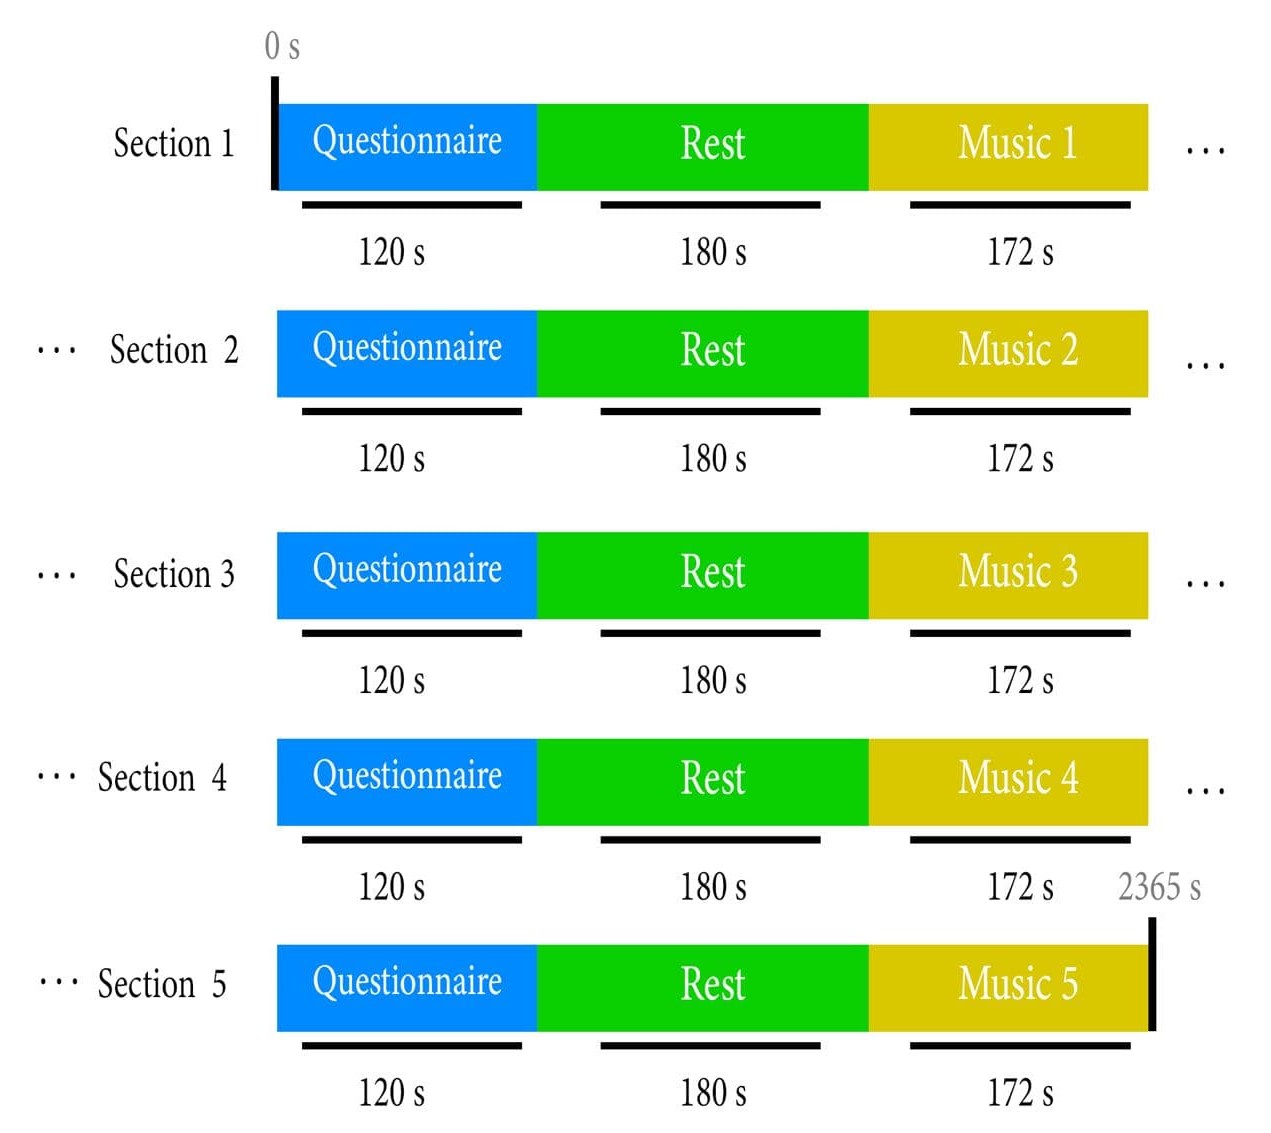 0 s
Section 1 Questionnaire Rest Music 1 ...
120 s 180 s 172 s
... Section 2 Questionnaire Rest Music 2 ...
120 s 180 s 172 s
... Section 3 Questionnaire Rest Music 3 ...
120 s 180 s 172 s
... Section 4 Questionnaire Rest Music 4 ...
120 s 180 s 172 s 2365 s
... Section 5 Questionnaire Rest Music 5
120 s 180 s 172 s